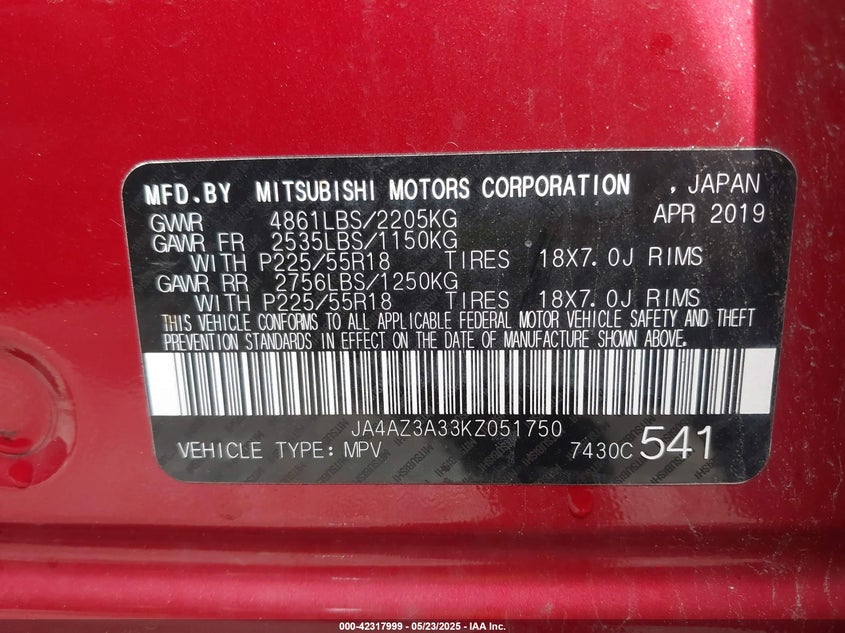 MFD.BY MITSUBISHI MOTORS CORPORATION , JAPAN
GVWR 4861LBS/2205KG APR 2019
GAWR FR 2535LBS/1150KG
WITH P225/55R18 TIRES 18X7.0J RIMS
GAWR RR 2756LBS/1250KG
WITH P225/55R18 TIRES 18X7.0J RIMS
THIS VEHICLE CONFORMS TO ALL APPLICABLE FEDERAL MOTOR VEHICLE SAFETY AND THEFT
PREVENTION STANDARDS IN EFFECT ON THE DATE OF MANUFACTURE SHOWN ABOVE.
JA4AZ3A33KZ051750
VEHICLE TYPE: MPV 7430C 541
000-42317999 - 05/23/2025 - © IAA, Inc.